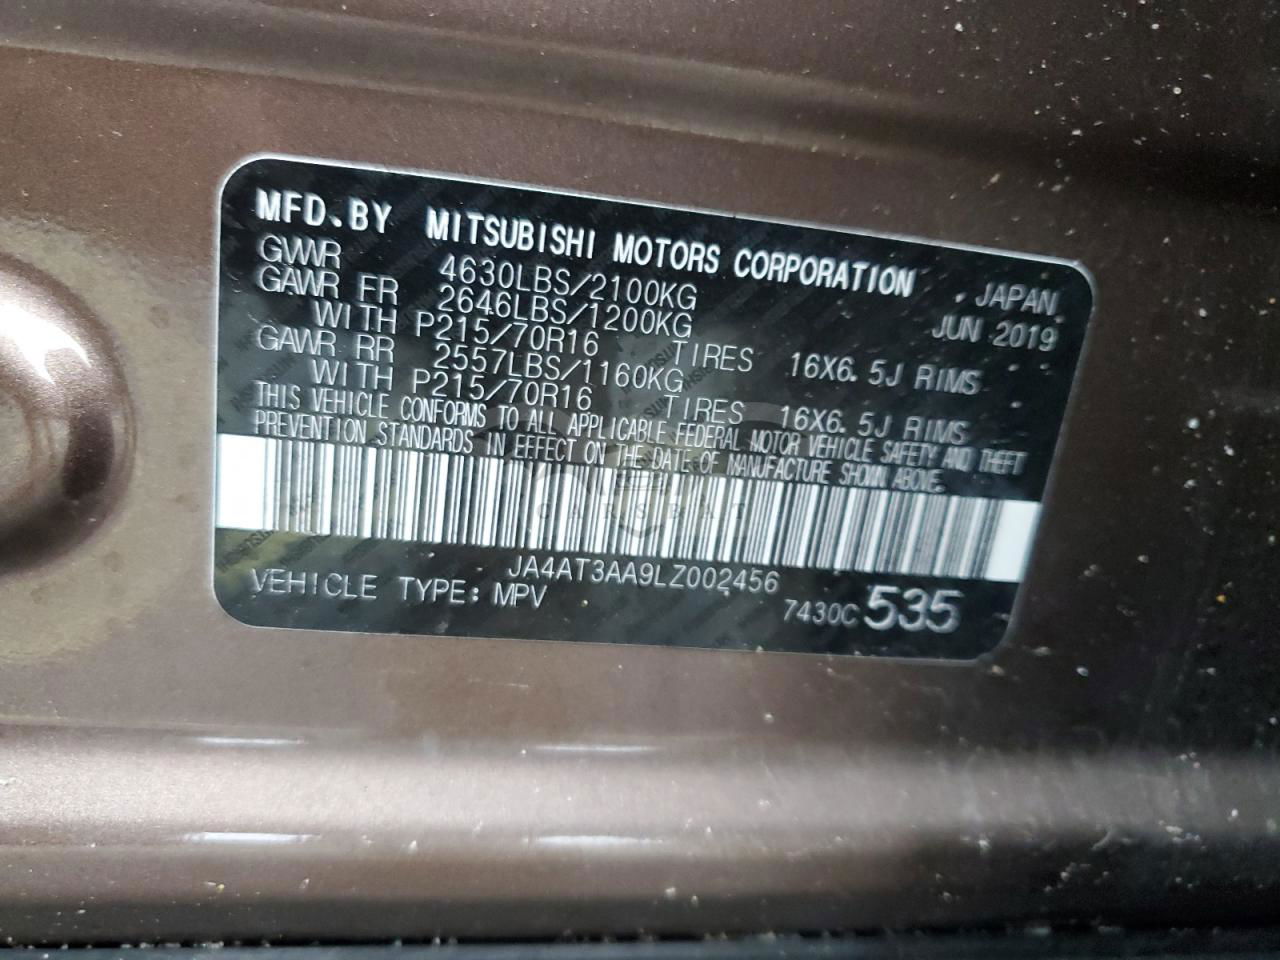 MFD.BY MITSUBISHI MOTORS CORPORATION
GWVR 4630LBS/2100KG JAPAN
GAWR FR 2646LBS/1200KG JUN 2019
WITH P215/70R16 TIRES 16X6.5J RIMS
GAWR RR 2557LBS/1160KG
WITH P215/70R16 TIRES 16X6.5J RIMS
THIS VEHICLE CONFORMS TO ALL APPLICABLE FEDERAL MOTOR VEHICLE SAFETY AND THEFT
PREVENTION STANDARDS IN EFFECT ON THE DATE OF MANUFACTURE SHOWN ABOVE.
CARSBAT
JA4AT3AA9LZ002456
VEHICLE TYPE: MPV 7430C 535